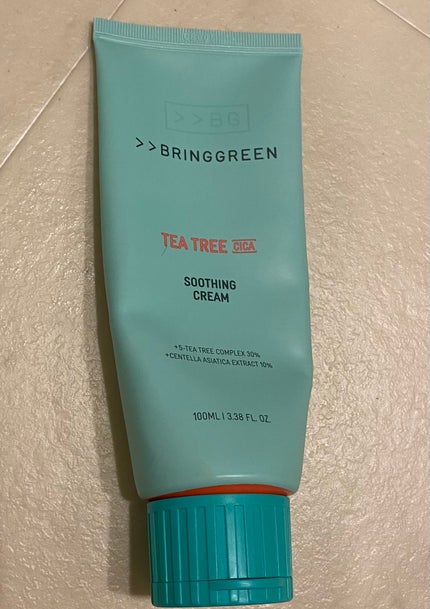 >>BG
>>BRINGGREEN
TEA TREE CICA
SOOTHING
CREAM
+5-TEA TREE COMPLEX 30%
+CENTELLA ASIATICA EXTRACT 10%
100ML | 3.38 FL. OZ.